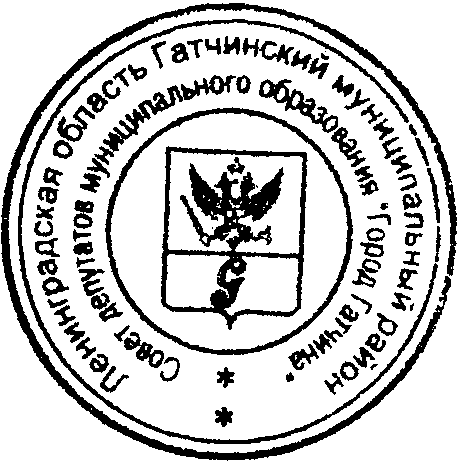 Ленинградская область Гатчинский муниципальный район
Совет депутатов муниципального образования "Город Гатчина"